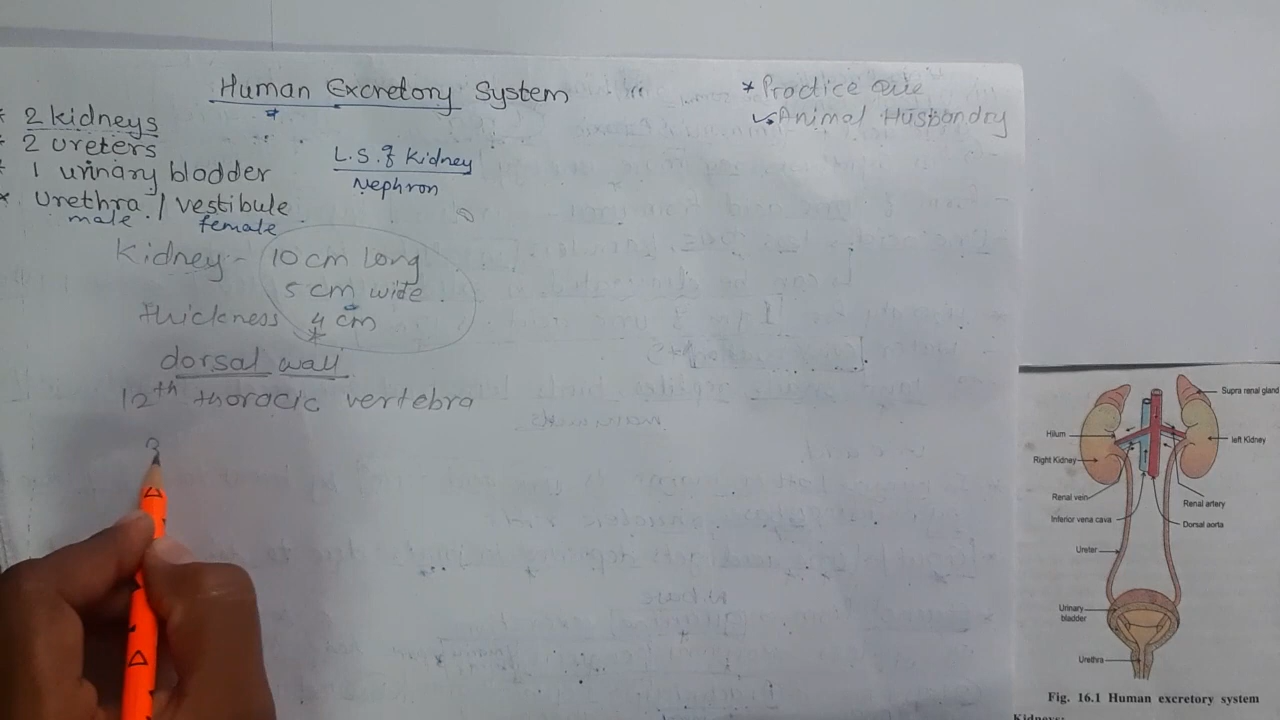 Human Excretory System
* Practice Que
Animal Husbandry
* 2 kidneys
* 2 ureters
* 1 urinary bladder
* Urethra / vestibule
male female
L.S. of Kidney
Nephron
Kidney - 10 cm Long
5 cm wide
thickness 4 cm
dorsal wall
12th thoracic vertebra
3
Supra renal gland
Hilum
left Kidney
Right Kidney
Renal vein
Renal artery
Inferior vena cava
Dorsal aorta
Ureter
Urinary
bladder
Urethra
Fig. 16.1 Human excretory system
Kidneys: